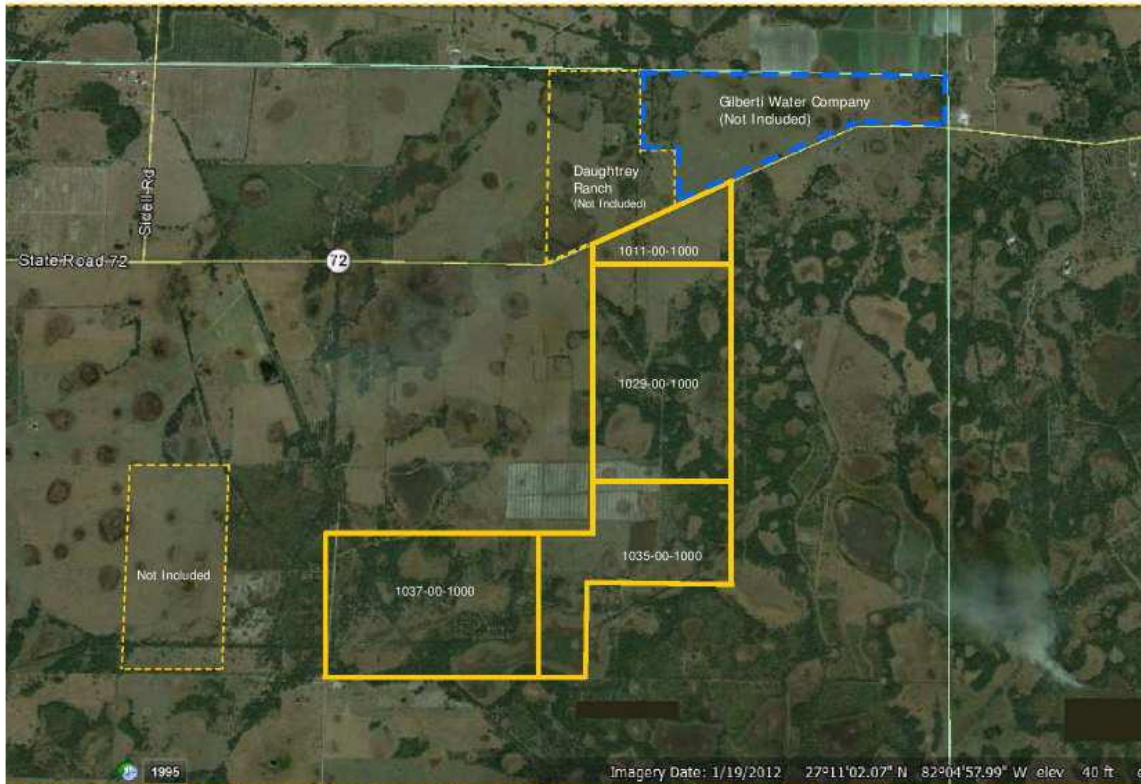 Gilberti Water Company
(Not Included)
Daughtrey
Ranch
(Not Included)
Sidell Rd
1011-00-1000
State Road 72
72
1029-00-1000
1035-00-1000
Not Included
1037-00-1000
1995
Imagery Date: 1/19/2012 27°11'02.07" N 82°04'57.99" W elev 40 ft